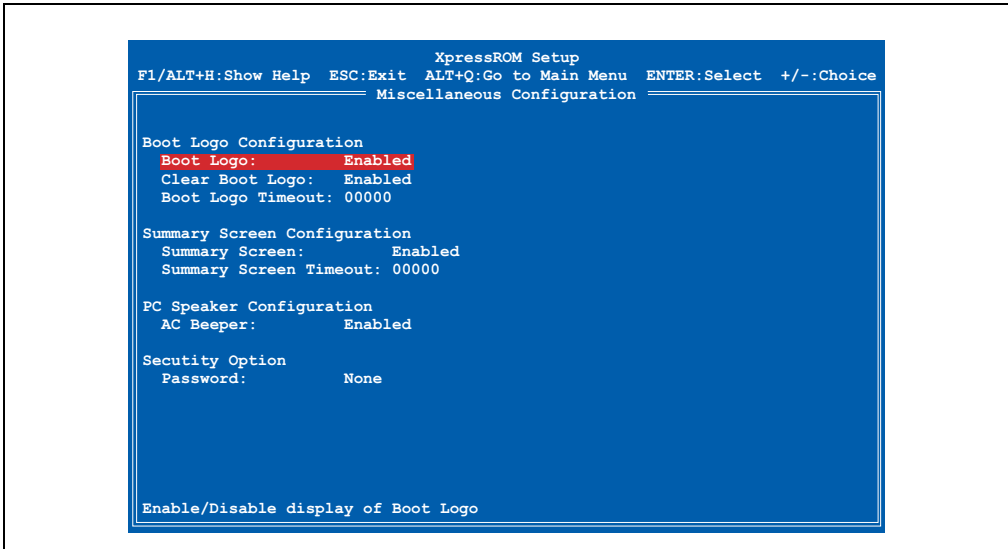 XpressROM Setup
F1/ALT+H:Show Help ESC:Exit ALT+Q:Go to Main Menu ENTER:Select +/-:Choice
Miscellaneous Configuration
Boot Logo Configuration
Boot Logo: Enabled
Clear Boot Logo: Enabled
Boot Logo Timeout: 00000
Summary Screen Configuration
Summary Screen: Enabled
Summary Screen Timeout: 00000
PC Speaker Configuration
AC Beeper: Enabled
Secutity Option
Password: None
Enable/Disable display of Boot Logo